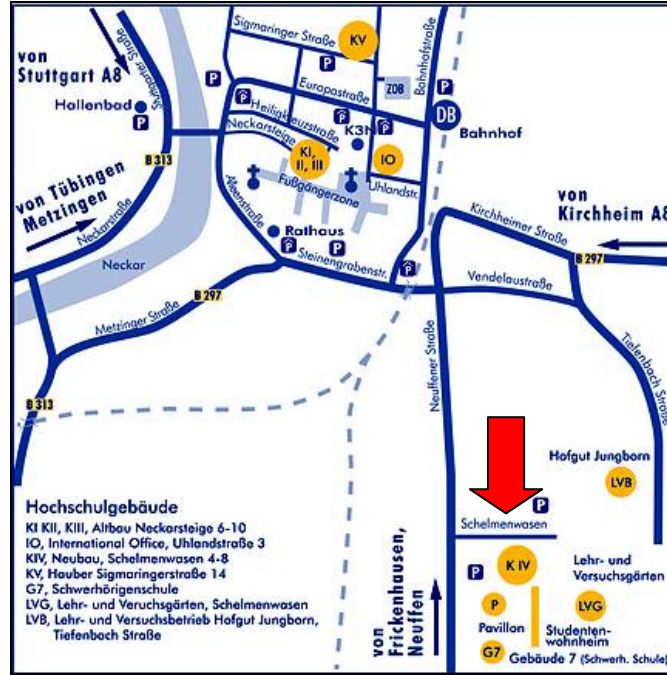 von
Stuttgart A8
Stuttgarter Straße
Hallenbad
P
B 313
von Tübingen
Metzingen
Neckarstraße
Neckar
Sigmaringer Straße
KV
P
P
ZOB
Bahnhofstraße
P
Europastraße
DB
Bahnhof
P
P
P
Heiligkreuzstraße
Neckarsteige
K3N
KI,
II, III
IO
Uhlandstr.
Fußgängerzone
Alleenstraße
Rathaus
P
P
P
Steinengrabenstr.
von
Kirchheim A8
Kirchheimer Straße
B 297
Vendelaustraße
Metzinger Straße
B 297
Neuffener Straße
Tiefenbach Straße
B 313
Hofgut Jungborn
LVB
P
Schelmenwasen
Hochschulgebäude
KI KII, KIII, Altbau Neckarsteige 6-10
IO, International Office, Uhlandstraße 3
KIV, Neubau, Schelmenwasen 4-8
KV, Hauber Sigmaringerstraße 14
G7, Schwerhörigenschule
LVG, Lehr- und Veruchsgärten, Schelmenwasen
LVB, Lehr- und Versuchsbetrieb Hofgut Jungborn,
Tiefenbach Straße
von
Frickenhausen,
Neuffen
P
K IV
Lehr- und
Versuchsgärten
P
Pavillon
LVG
Studenten-
wohnheim
G7
Gebäude 7 (Schwerh. Schule)